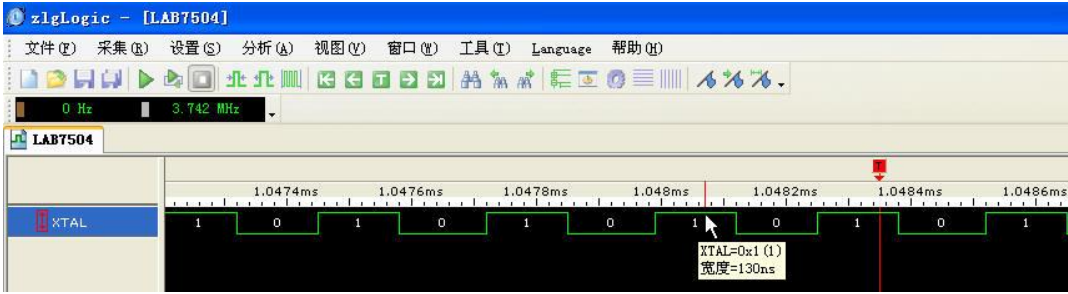 zlgLogic - [LAB7504]
文件(F) 采集(R) 设置(S) 分析(A) 视图(V) 窗口(W) 工具(T) Language 帮助(H)
0 Hz 3.742 MHz
LAB7504
T
1.0474ms 1.0476ms 1.0478ms 1.048ms 1.0482ms 1.0484ms 1.0486ms
XTAL 1 0 1 0 1 0 1 0 1 0 1
XTAL=0x1(1)
宽度=130ns